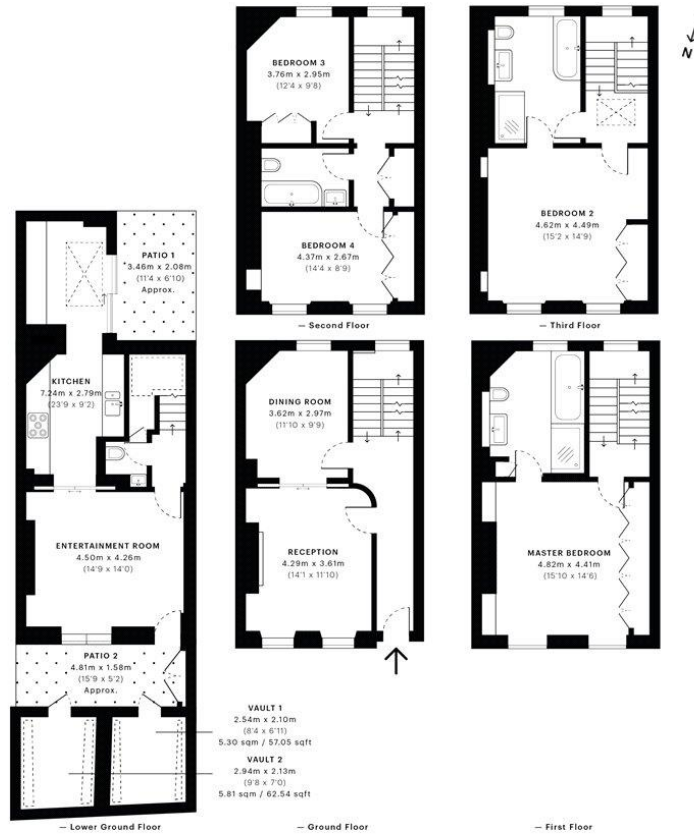 BEDROOM 3
3.76m x 2.95m
(12'4 x 9'8)
N
BEDROOM 2
4.62m x 4.49m
(15'2 x 14'9)
BEDROOM 4
4.37m x 2.67m
(14'4 x 8'9)
PATIO 1
3.46m x 2.08m
(11'4 x 6'10)
Approx.
— Second Floor
— Third Floor
KITCHEN
7.24m x 2.79m
(23'9 x 9'2)
DINING ROOM
3.62m x 2.97m
(11'10 x 9'9)
ENTERTAINMENT ROOM
4.50m x 4.26m
(14'9 x 14'0)
RECEPTION
4.29m x 3.61m
(14'1 x 11'10)
MASTER BEDROOM
4.82m x 4.41m
(15'10 x 14'6)
PATIO 2
4.81m x 1.58m
(15'9 x 5'2)
Approx.
VAULT 1
2.54m x 2.10m
(8'4 x 6'11)
5.30 sqm / 57.05 sqft
VAULT 2
2.94m x 2.13m
(9'8 x 7'0)
5.81 sqm / 62.54 sqft
— Lower Ground Floor
— Ground Floor
— First Floor